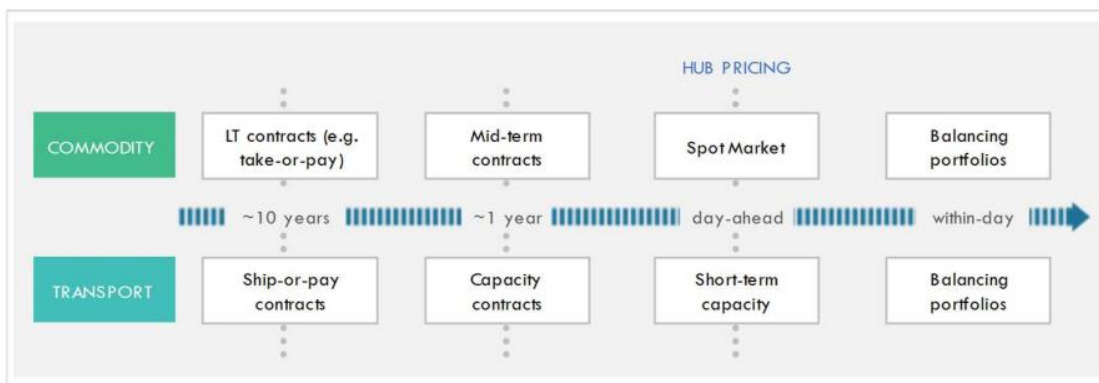 HUB PRICING
COMMODITY
LT contracts (e.g.
take-or-pay)
Mid-term
contracts
Spot Market
Balancing
portfolios
~10 years
~1 year
day-ahead
within-day
TRANSPORT
Ship-or-pay
contracts
Capacity
contracts
Short-term
capacity
Balancing
portfolios